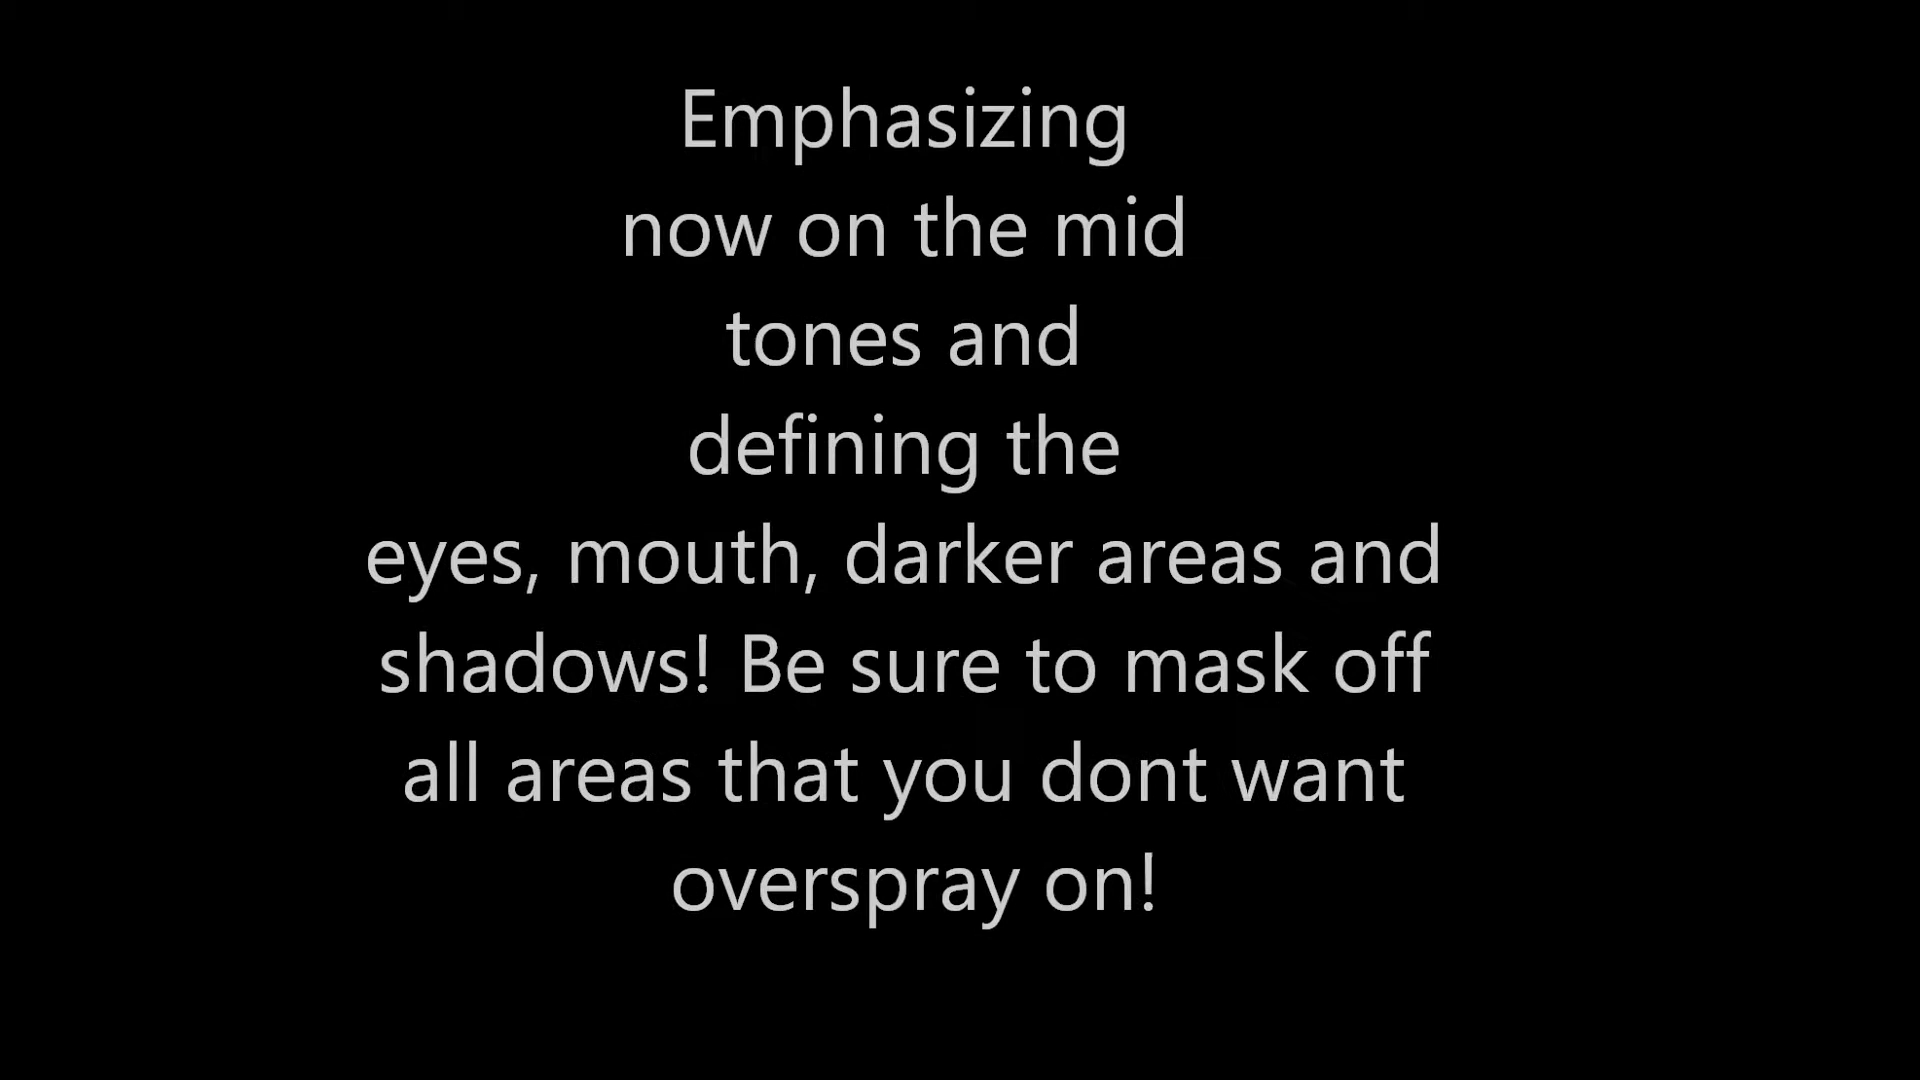 Emphasizing
now on the mid
tones and
defining the
eyes, mouth, darker areas and
shadows! Be sure to mask off
all areas that you dont want
overspray on!